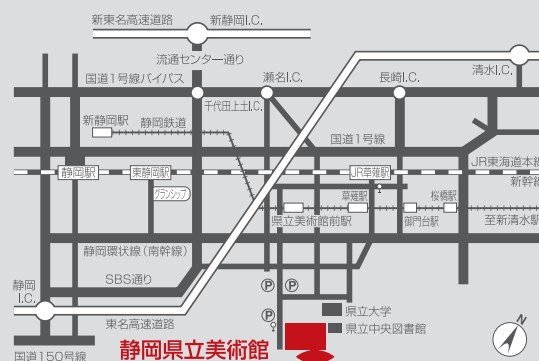 新東名高速道路
新静岡I.C.
流通センター通り
清水I.C.
国道1号線バイパス
瀬名I.C.
長崎I.C.
千代田上土I.C.
新静岡駅
静岡鉄道
国道1号線
JR東海道本線
静岡駅
東静岡駅
JR草薙駅
新幹線
グランシップ
草薙駅
桜橋駅
県立美術館前駅
御門台駅
至新清水駅
静岡環状線(南幹線)
SBS通り
静岡
I.C.
P
P
P
県立大学
東名高速道路
県立中央図書館
N
国道150号線
静岡県立美術館